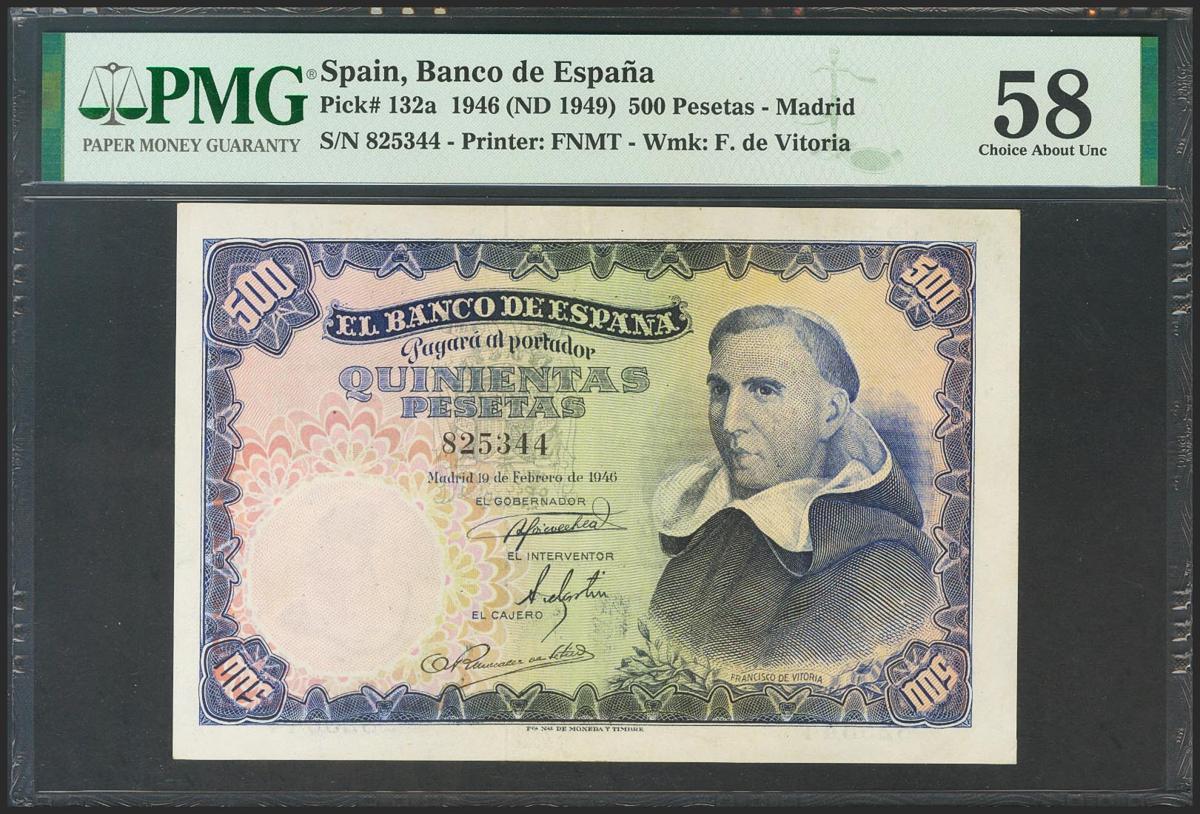 PMG®
PAPER MONEY GUARANTY
Spain, Banco de España
Pick# 132a 1946 (ND 1949) 500 Pesetas - Madrid
S/N 825344 - Printer: FNMT - Wmk: F. de Vitoria
58
Choice About Unc
500
500
EL BANCO DE ESPAÑA
Pagará al portador
QUINIENTAS
PESETAS
825344
Madrid 19 de Febrero de 1946
EL GOBERNADOR
EL INTERVENTOR
EL CAJERO
FRANCISCO DE VITORIA
500
500
Fca Nal DE MONEDA Y TIMBRE